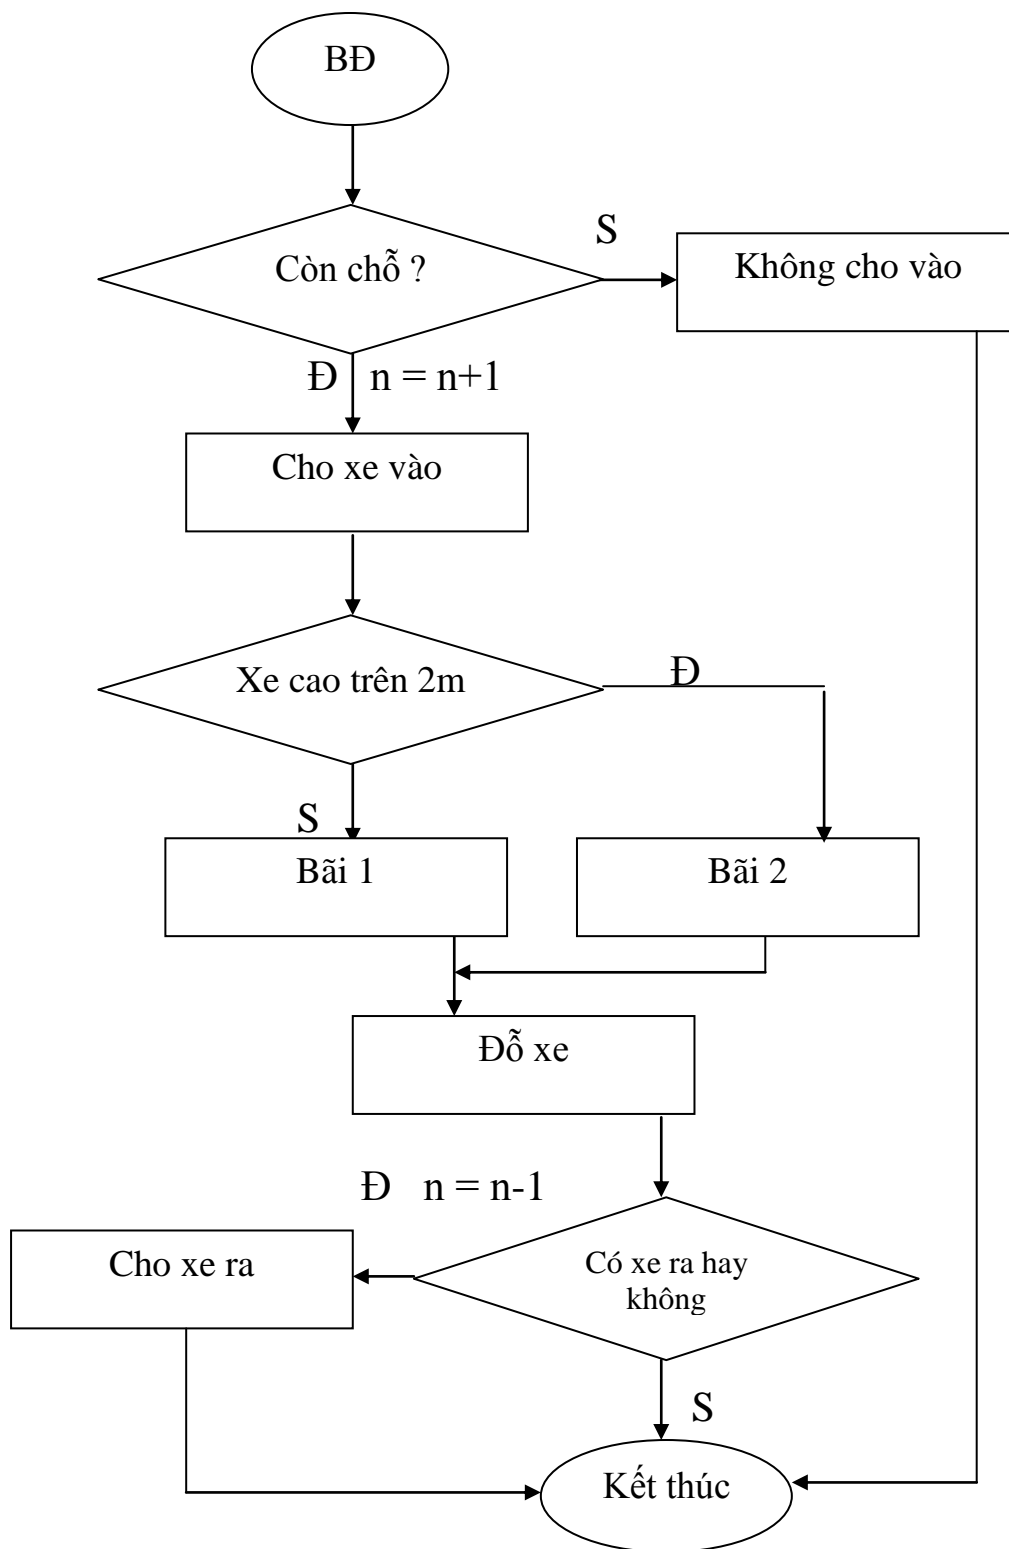 BĐ
Còn chỗ ?
S
Không cho vào
Đ n = n+1
Cho xe vào
Xe cao trên 2m
Đ
S
Bãi 1
Bãi 2
Đỗ xe
Đ n = n-1
Cho xe ra
Có xe ra hay
không
S
Kết thúc